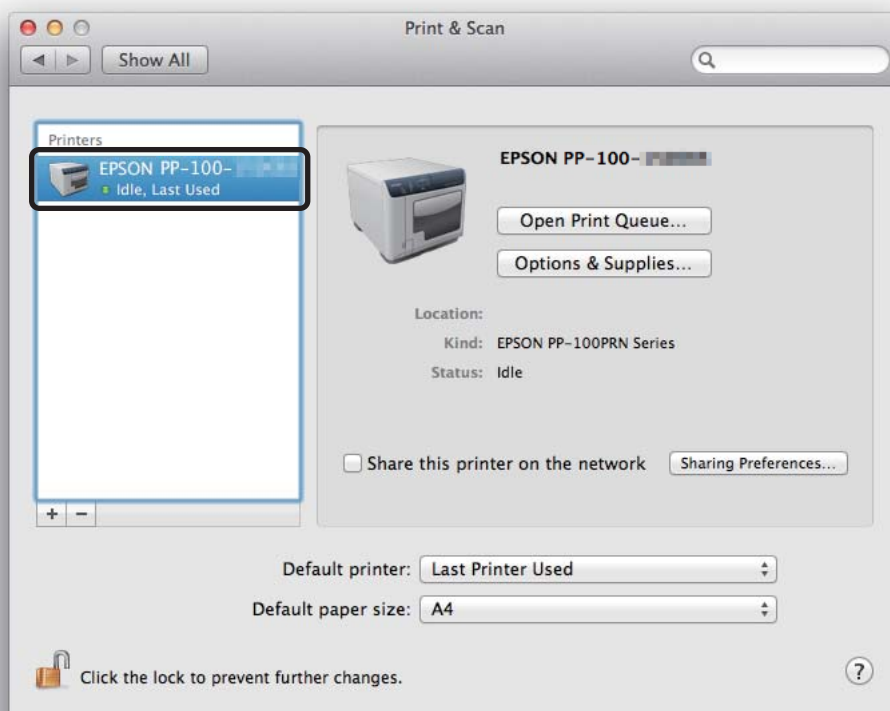 Print & Scan
Show All
Printers
EPSON PP-100-
Idle, Last Used
EPSON PP-100-
Open Print Queue...
Options & Supplies...
Location:
Kind: EPSON PP-100PRN Series
Status: Idle
Share this printer on the network
Sharing Preferences...
Default printer: Last Printer Used
Default paper size: A4
Click the lock to prevent further changes.
?